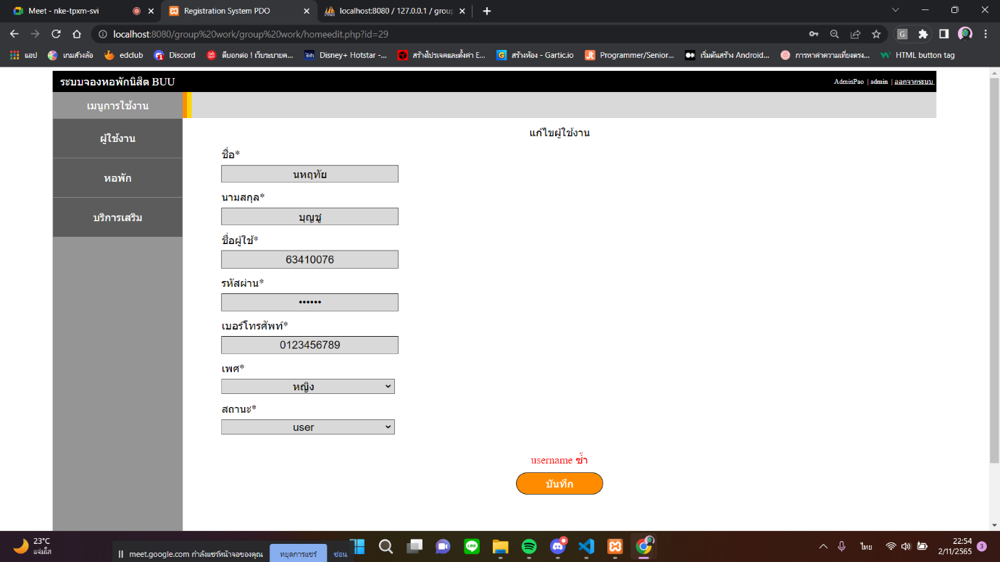 Meet - nke-tpxm-svi
Registration System PDO
localhost:8080 / 127.0.0.1 / group
localhost:8080/group%20work/group%20work/homeedit.php?id=29
แอป
เกมส์วงล้อ
eddub
Discord
ตีบอกต่อ ! เว็บระบายค...
Disney+ Hotstar -...
สร้างโปรเจคและตั้งค่า E...
สร้างห้อง - Gartic.io
Programmer/Senior...
เริ่มต้นสร้าง Android...
การหาค่าความเที่ยงตรง...
HTML button tag
ระบบจองหอพักนิสิต BUU
AdminPao | admin | ออกจากระบบ
เมนูการใช้งาน
ผู้ใช้งาน
หอพัก
บริการเสริม
แก้ไขผู้ใช้งาน
ชื่อ*
นหฤทัย
นามสกุล*
บุญชู
ชื่อผู้ใช้*
63410076
รหัสผ่าน*
••••••
เบอร์โทรศัพท์*
0123456789
เพศ*
หญิง
สถานะ*
user
username ซ้ำ
บันทึก
23°C
แจ่มใส
meet.google.com กำลังแชร์หน้าจอของคุณ
หยุดการแชร์
ซ่อน
ไทย
22:54
2/11/2565
3